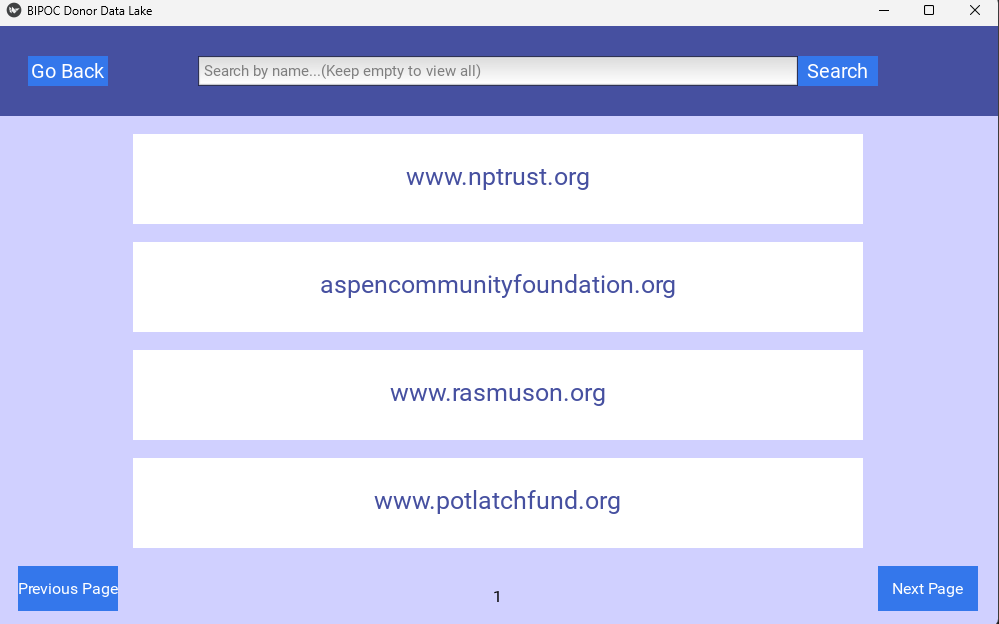 BIPOC Donor Data Lake
Go Back
Search by name...(Keep empty to view all)
Search
www.nptrust.org
aspencommunityfoundation.org
www.rasmuson.org
www.potlatchfund.org
Previous Page
1
Next Page